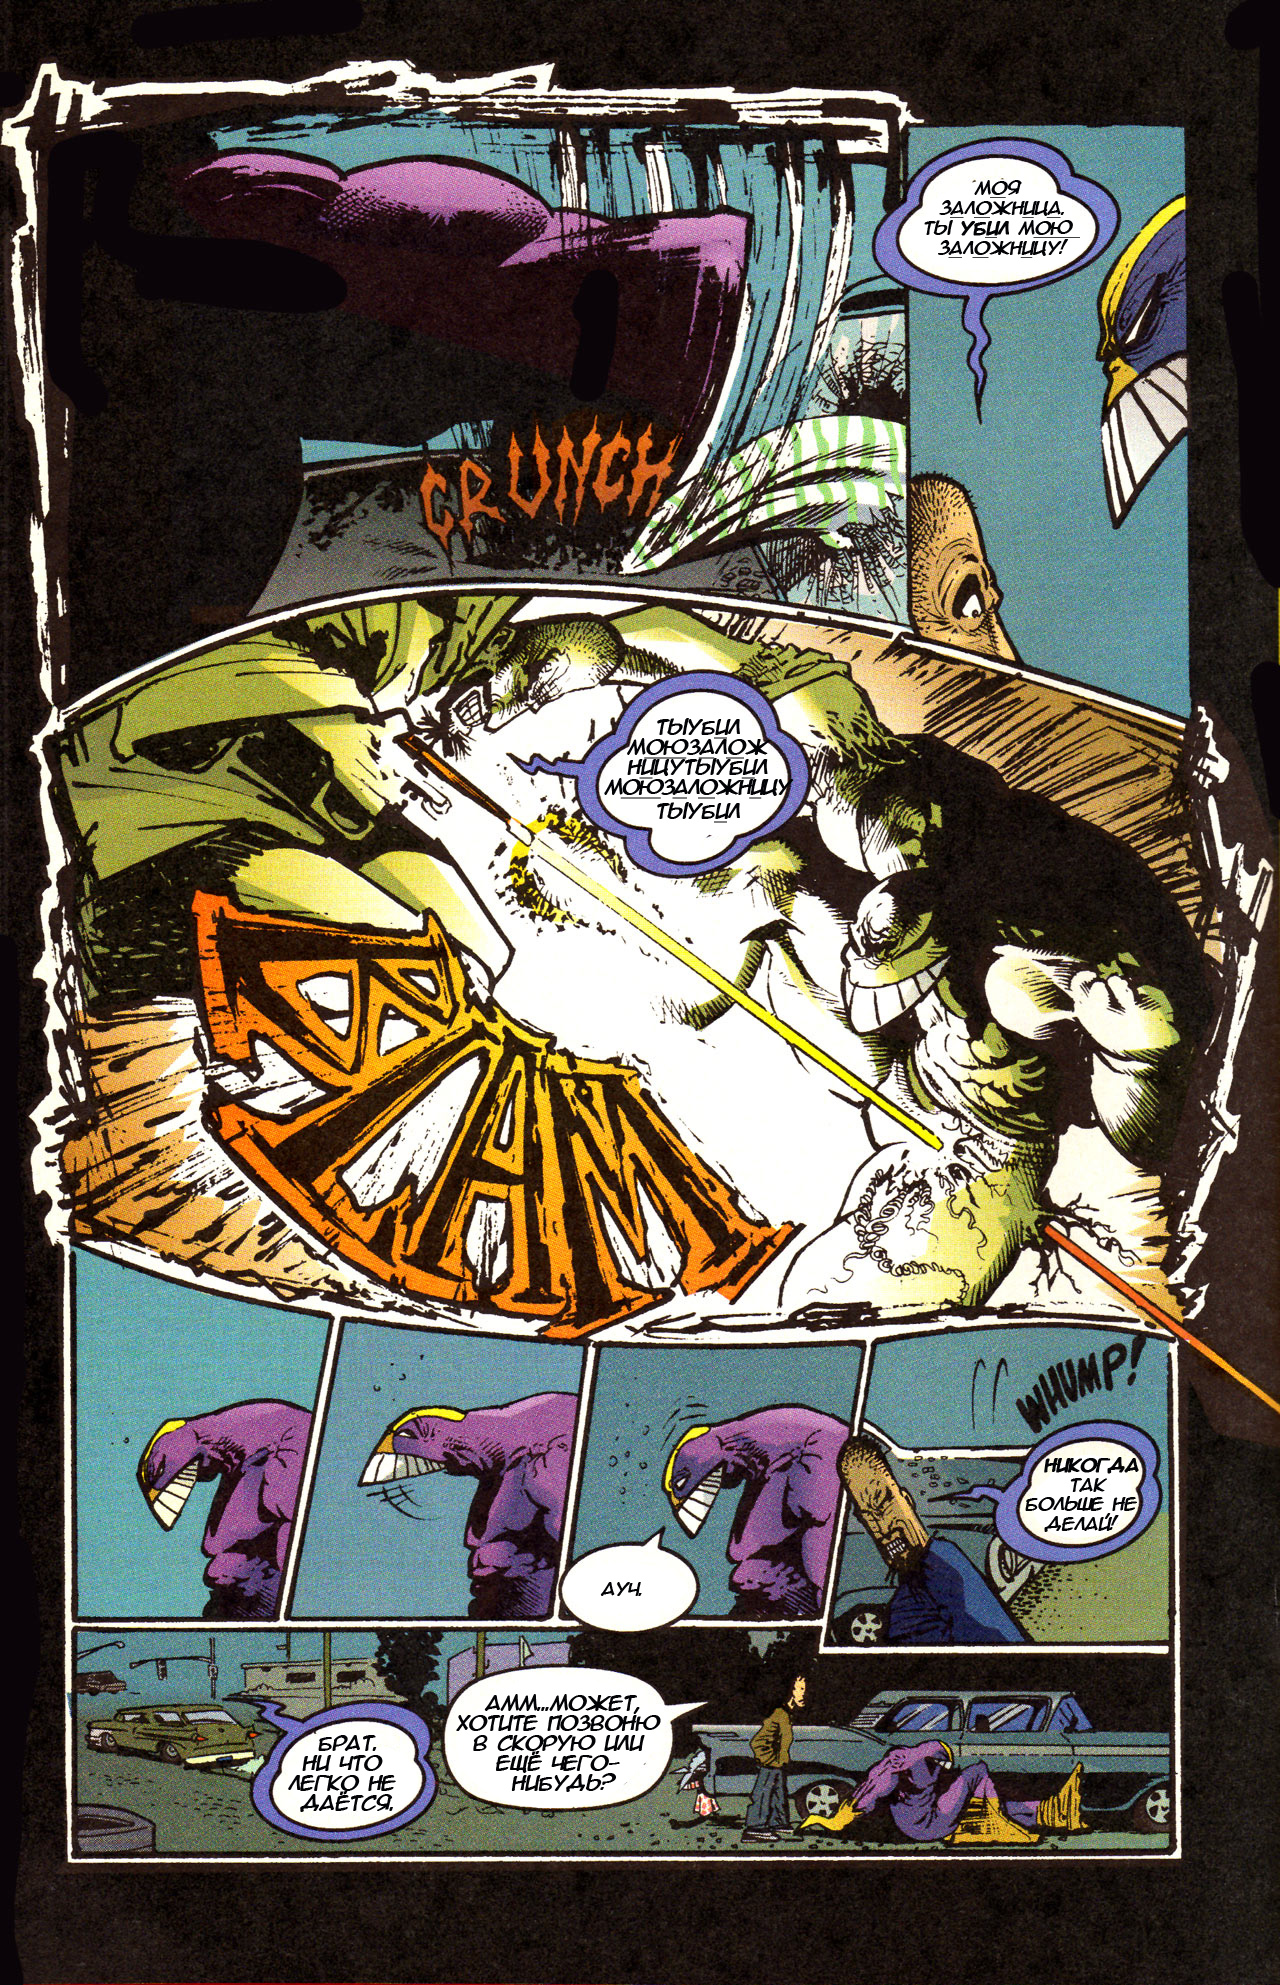 МОЯ
ЗАЛОЖНИЦА.
ТЫ УБИЛ МОЮ
ЗАЛОЖНИЦУ!
CRUNCH
ТЫУБИЛ
МОЮЗАЛОЖ
НИЦУТЫУБИЛ
МОЮЗАЛОЖНИЦУ
ТЫУБИЛ
BLAM
АУЧ.
WHUMP!
НИКОГДА
ТАК
БОЛЬШЕ НЕ
ДЕЛАЙ!
БРАТ.
НИ ЧТО
ЛЕГКО НЕ
ДАЁТСЯ.
АММ...МОЖЕТ,
ХОТИТЕ ПОЗВОНЮ
В СКОРУЮ ИЛИ
ЕЩЁ ЧЕГО-
НИБУДЬ?